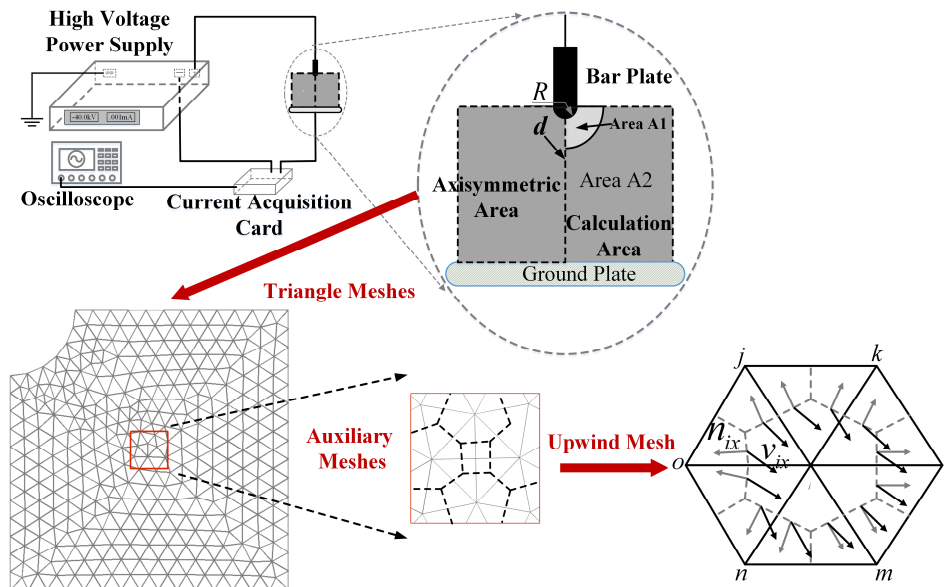 High Voltage
Power Supply
-40.0kV .001mA
Oscilloscope
Current Acquisition
Card
Bar Plate
R
d
Area A1
Area A2
Axisymmetric
Area
Calculation
Area
Ground Plate
Triangle Meshes
Auxiliary
Meshes
Upwind Mesh
j
k
n_ix
v_ix
o
n
m